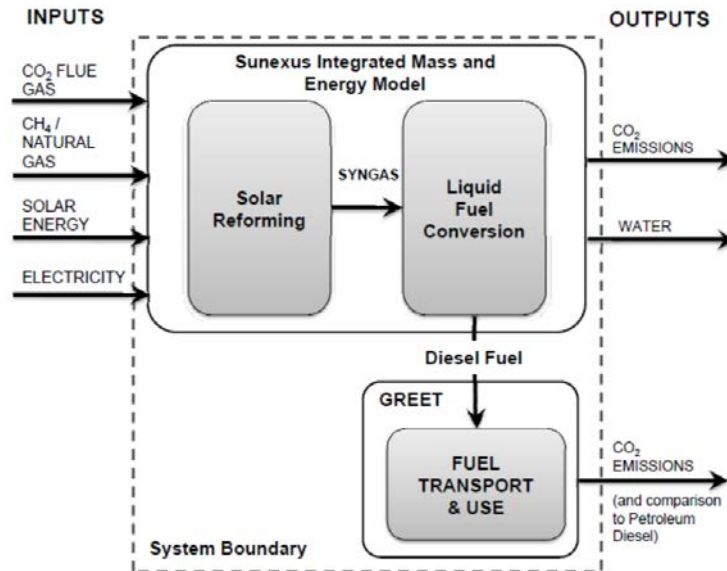 INPUTS
OUTPUTS
Sunexus Integrated Mass and
Energy Model
CO₂ FLUE
GAS
CH₄ /
NATURAL
GAS
SOLAR
ENERGY
ELECTRICITY
Solar
Reforming
SYNGAS
Liquid
Fuel
Conversion
CO₂
EMISSIONS
WATER
Diesel Fuel
GREET
FUEL
TRANSPORT
& USE
CO₂
EMISSIONS
(and comparison
to Petroleum
Diesel)
System Boundary